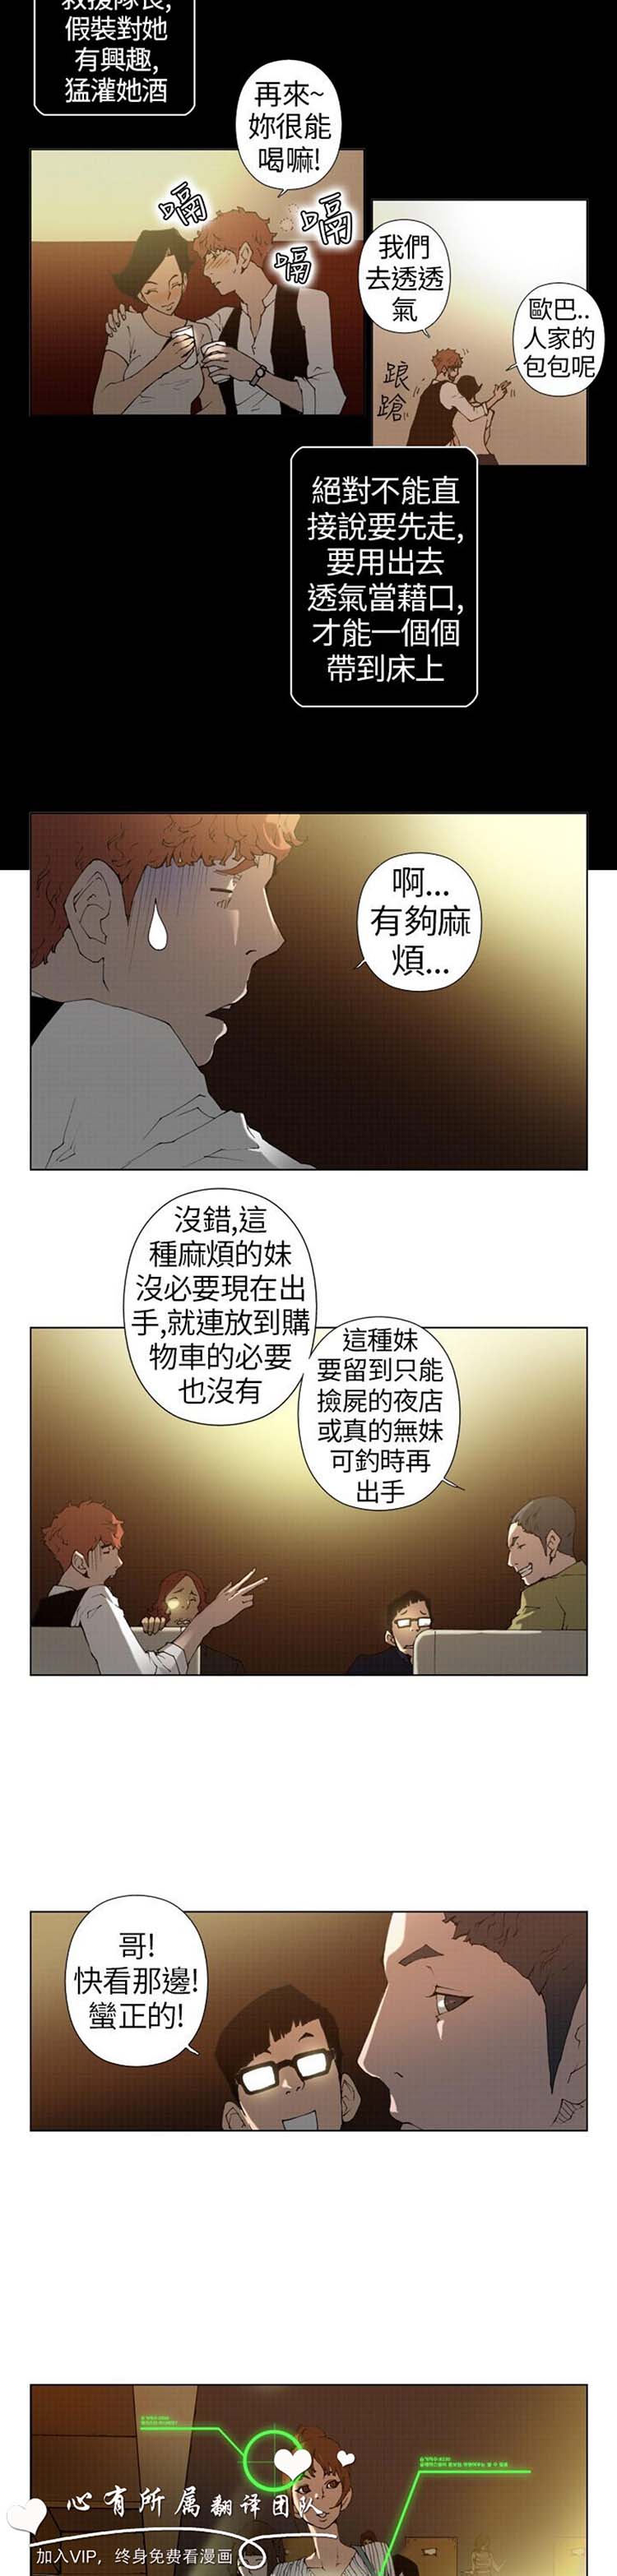 救援隊長,
假裝對她
有興趣,
猛灌她酒
再來~
妳很能
喝嘛!
嗝
嗝
嗝
我們
去透透
氣
歐巴..
人家的
包包呢
踉
蹌
絕對不能直
接說要先走,
要用出去
透氣當藉口,
才能一個個
帶到床上
啊...
有夠麻
煩...
沒錯,這
種麻煩的妹
沒必要現在出
手,就連放到購
物車的必要
也沒有
這種妹
要留到只能
撿屍的夜店
或真的無妹
可釣時再
出手
哥!
快看那邊!
蠻正的!
心有所属翻译团队
加入VIP，终身免费看漫画